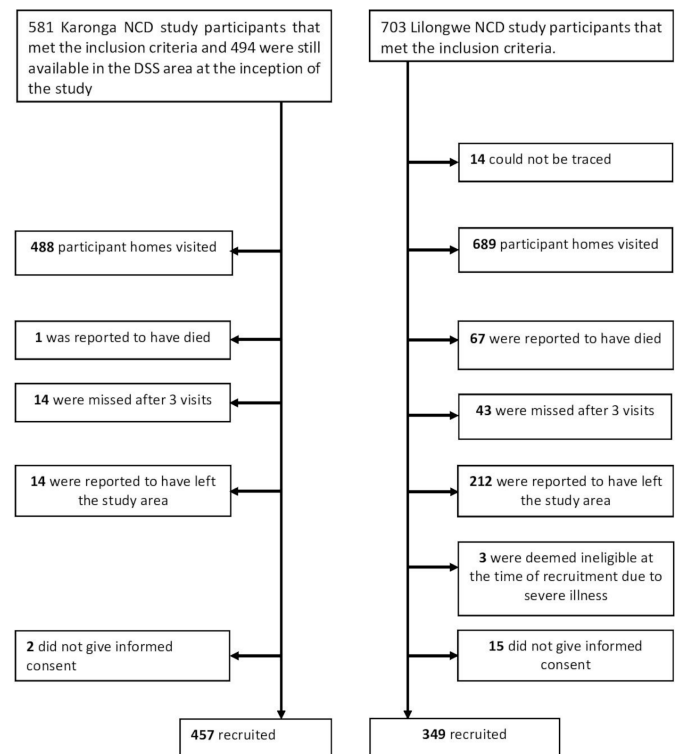 581 Karonga NCD study participants that
met the inclusion criteria and 494 were still
available in the DSS area at the inception of
the study
703 Lilongwe NCD study participants that
met the inclusion criteria.
14 could not be traced
488 participant homes visited
689 participant homes visited
1 was reported to have died
67 were reported to have died
14 were missed after 3 visits
43 were missed after 3 visits
14 were reported to have left
the study area
212 were reported to have left
the study area
3 were deemed ineligible at
the time of recruitment due to
severe illness
2 did not give informed
consent
15 did not give informed
consent
457 recruited
349 recruited